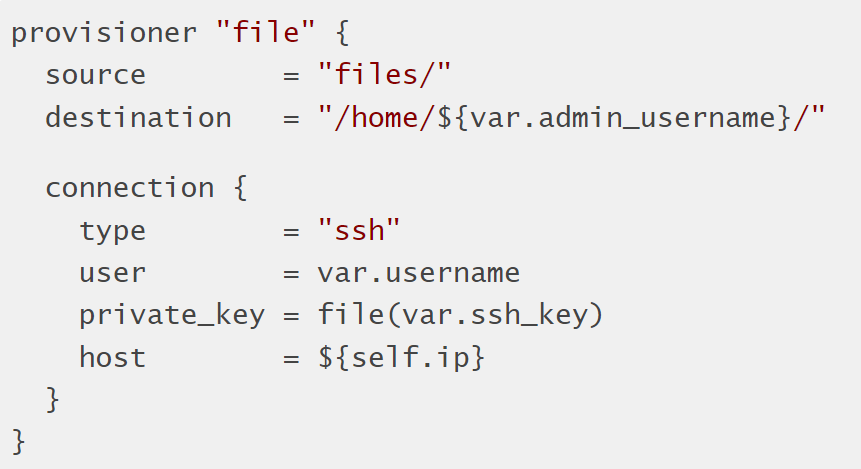 provisioner "file" {
  source        = "files/"
  destination   = "/home/${var.admin_username}/"
  connection {
    type        = "ssh"
    user        = var.username
    private_key = file(var.ssh_key)
    host        = ${self.ip}
  }
}